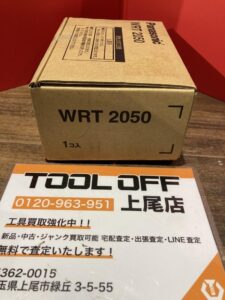 Panasonic
WRT 2050
WRT 2050
1コ入
TOOL OFF
0120-963-951 上尾店
工具買取強化中!!
新品・中古・ジャンク買取可能 宅配査定・出張査定・LINE査定
無料で査定いたします!
362-0015
玉県上尾市緑丘 3-5-55